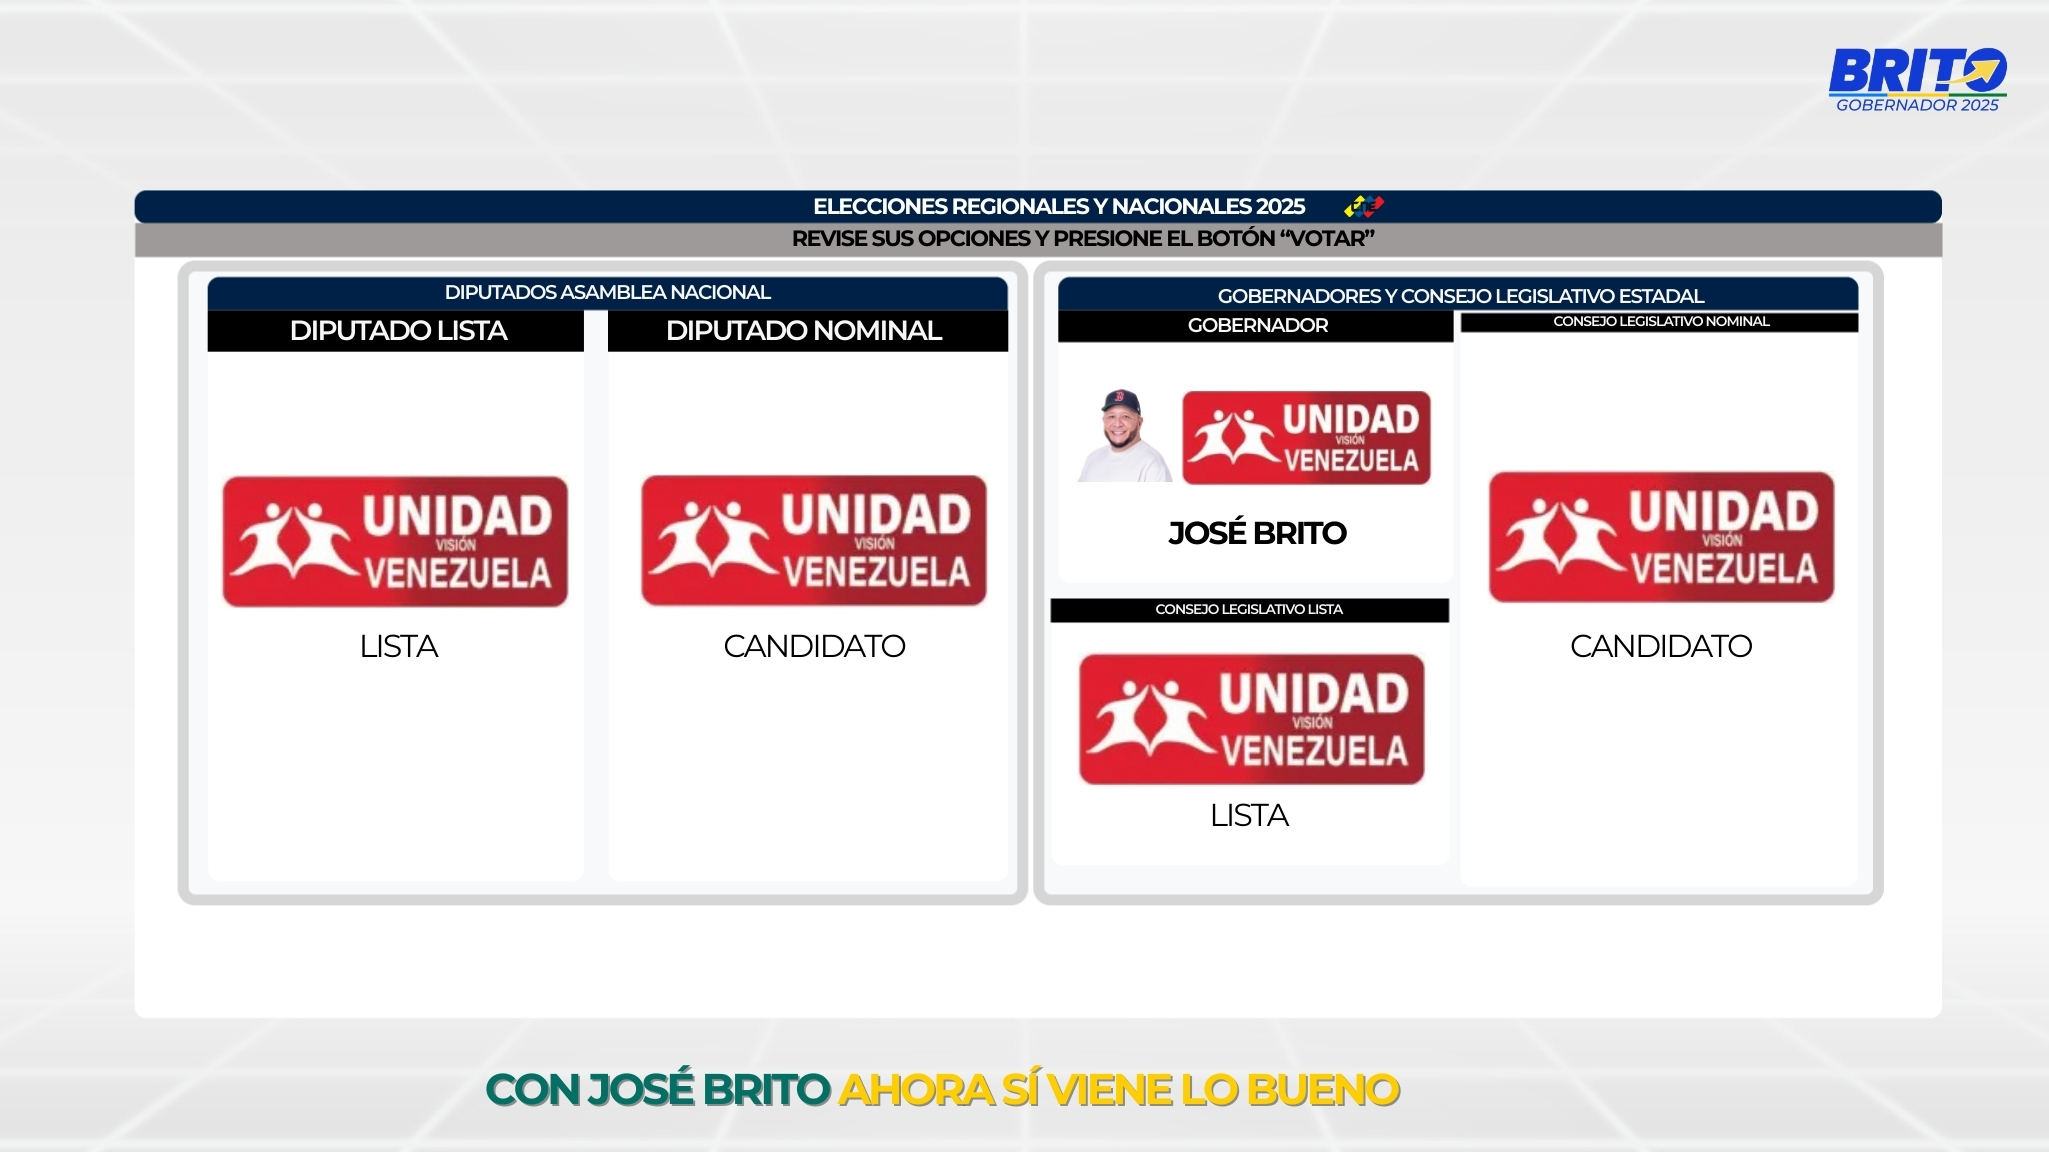 BRITO
GOBERNADOR 2025
ELECCIONES REGIONALES Y NACIONALES 2025
REVISE SUS OPCIONES Y PRESIONE EL BOTÓN “VOTAR”
DIPUTADOS ASAMBLEA NACIONAL
DIPUTADO LISTA
UNIDAD
VISIÓN
VENEZUELA
LISTA
DIPUTADO NOMINAL
UNIDAD
VISIÓN
VENEZUELA
CANDIDATO
GOBERNADORES Y CONSEJO LEGISLATIVO ESTADAL
GOBERNADOR
B
UNIDAD
VISIÓN
VENEZUELA
JOSÉ BRITO
CONSEJO LEGISLATIVO LISTA
UNIDAD
VISIÓN
VENEZUELA
LISTA
CONSEJO LEGISLATIVO NOMINAL
UNIDAD
VISIÓN
VENEZUELA
CANDIDATO
CON JOSÉ BRITO AHORA SÍ VIENE LO BUENO